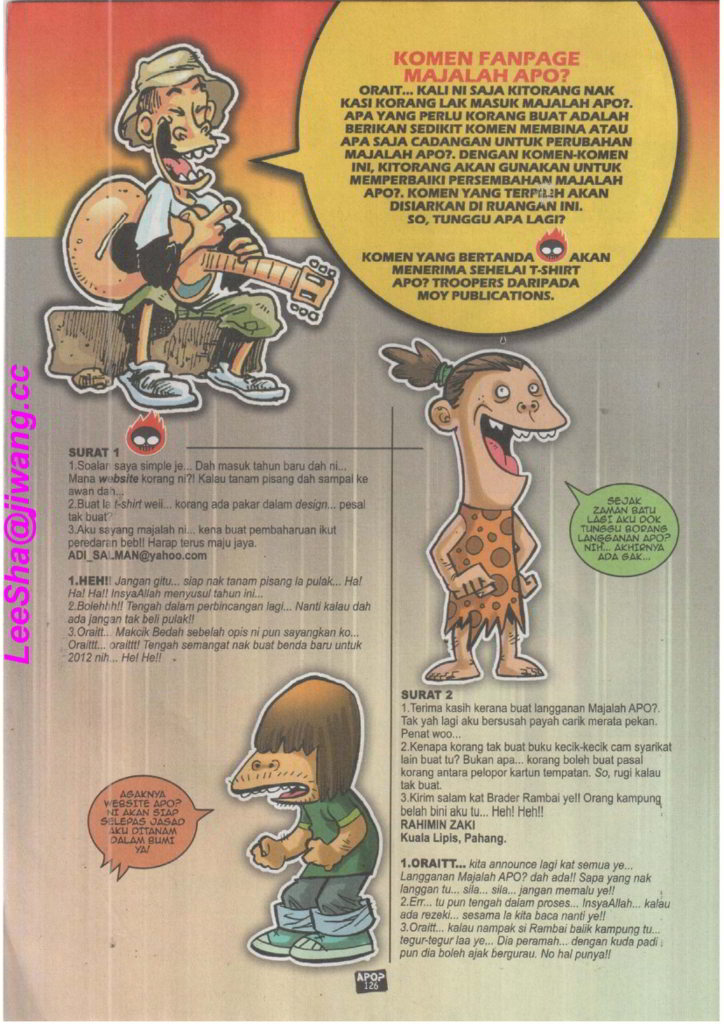 KOMEN FANPAGE
MAJALAH APO?
ORAIT... KALI NI SAJA KITORANG NAK
KASI KORANG LAK MASUK MAJALAH APO?.
APA YANG PERLU KORANG BUAT ADALAH
BERIKAN SEDIKIT KOMEN MEMBINA ATAU
APA SAJA CADANGAN UNTUK PERUBAHAN
MAJALAH APO?. DENGAN KOMEN-KOMEN
INI, KITORANG AKAN GUNAKAN UNTUK
MEMPERBAIKI PERSEMBAHAN MAJALAH
APO?. KOMEN YANG TERPILIH AKAN
DISIARKAN DI RUANGAN INI.
SO, TUNGGU APA LAGI?
KOMEN YANG BERTANDA AKAN
MENERIMA SEHELAI T-SHIRT
APO? TROOPERS DARIPADA
MOY PUBLICATIONS.
LeeSha@jiwang.cc
SURAT 1
1.Soalan saya simple je... Dah masuk tahun baru dah ni...
Mana website korang ni?! Kalau tanam pisang dah sampai ke
awan dah...
2.Buat la t-shirt weii... korang ada pakar dalam design... pesal
tak buat?
3.Aku sayang majalah ni... kena buat pembaharuan ikut
peredaran beb!! Harap terus maju jaya.
ADI_SALMAN@yahoo.com
1.HEH!! Jangan gitu... siap nak tanam pisang la pulak... Ha!
Ha! Ha!! InsyaAllah menyusul tahun ini...
2.Bolehhh!! Tengah dalam perbincangan lagi... Nanti kalau dah
ada jangan tak beli pulak!!
3.Oraitt... Makcik Bedah sebelah opis ni pun sayangkan ko...
Oraittt... oraittt! Tengah semangat nak buat benda baru untuk
2012 nih... He! He!!
SEJAK
ZAMAN BATU
LAGI AKU DOK
TUNGGU BORANG
LANGGANAN APO?
NIH... AKHIRNYA
ADA GAK...
AGAKNYA
WEBSITE APO?
NI AKAN SIAP
SELEPAS JASAD
AKU DITANAM
DALAM BUMI
YA!
SURAT 2
1.Terima kasih kerana buat langganan Majalah APO?.
Tak yah lagi aku bersusah payah carik merata pekan.
Penat woo...
2.Kenapa korang tak buat buku kecik-kecik cam syarikat
lain buat tu? Bukan apa... korang boleh buat pasal
korang antara pelopor kartun tempatan. So, rugi kalau
tak buat.
3.Kirim salam kat Brader Rambai ye!! Orang kampung
belah bini aku tu... Heh! Heh!!
RAHIMIN ZAKI
Kuala Lipis, Pahang.
1.ORAITT... kita announce lagi kat semua ye...
Langganan Majalah APO? dah ada!! Sapa yang nak
langgan tu... sila... sila... jangan memalu ye!!
2.Err... tu pun tengah dalam proses... InsyaAllah... kalau
ada rezeki... sesama la kita baca nanti ye!!
3.Oraitt... kalau nampak si Rambai balik kampung tu...
tegur-tegur laa ye... Dia peramah... dengan kuda padi
pun dia boleh ajak bergurau. No hal punya!!
APO?
126